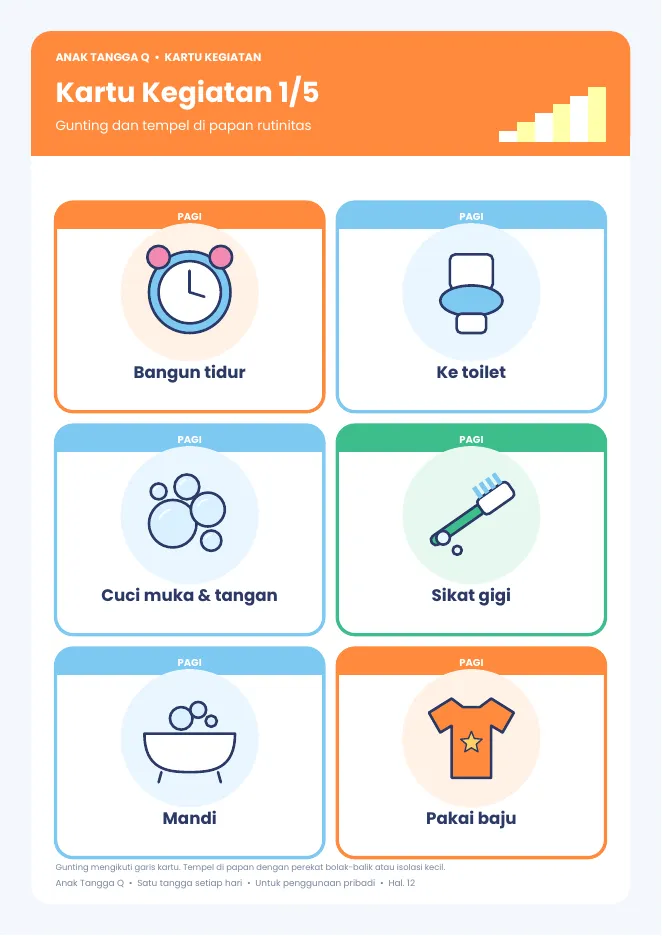 ANAK TANGGA Q • KARTU KEGIATAN
Kartu Kegiatan 1/5
Gunting dan tempel di papan rutinitas
PAGI
Bangun tidur
PAGI
Ke toilet
PAGI
Cuci muka & tangan
PAGI
Sikat gigi
PAGI
Mandi
PAGI
Pakai baju
Gunting mengikuti garis kartu. Tempel di papan dengan perekat bolak-balik atau isolasi kecil.
Anak Tangga Q • Satu tangga setiap hari • Untuk penggunaan pribadi • Hal. 12